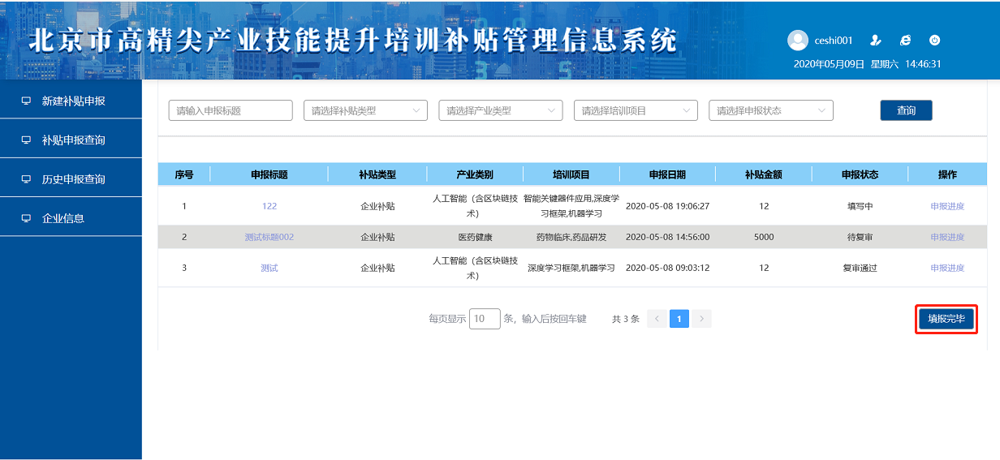 北京市高精尖产业技能提升培训补贴管理信息系统
ceshi001
2020年05月09日 星期六 14:46:31
新建补贴申报
补贴申报查询
历史申报查询
企业信息
请输入申报标题 请选择补贴类型 请选择产业类型 请选择培训项目 请选择申报状态 查询
序号 申报标题 补贴类型 产业类别 培训项目 申报日期 补贴金额 申报状态 操作
1 122 企业补贴 人工智能（含区块链技 智能关键器件应用,深度学 2020-05-08 19:06:27 12 填写中 申报进度
术） 习框架,机器学习
2 测试标题002 企业补贴 医药健康 药物临床,药品研发 2020-05-08 14:56:00 5000 待复审 申报进度
3 测试 企业补贴 人工智能（含区块链技 深度学习框架,机器学习 2020-05-08 09:03:12 12 复审通过 申报进度
术）
每页显示 10 条，输入后按回车键 共 3 条 < 1 > 填报完毕